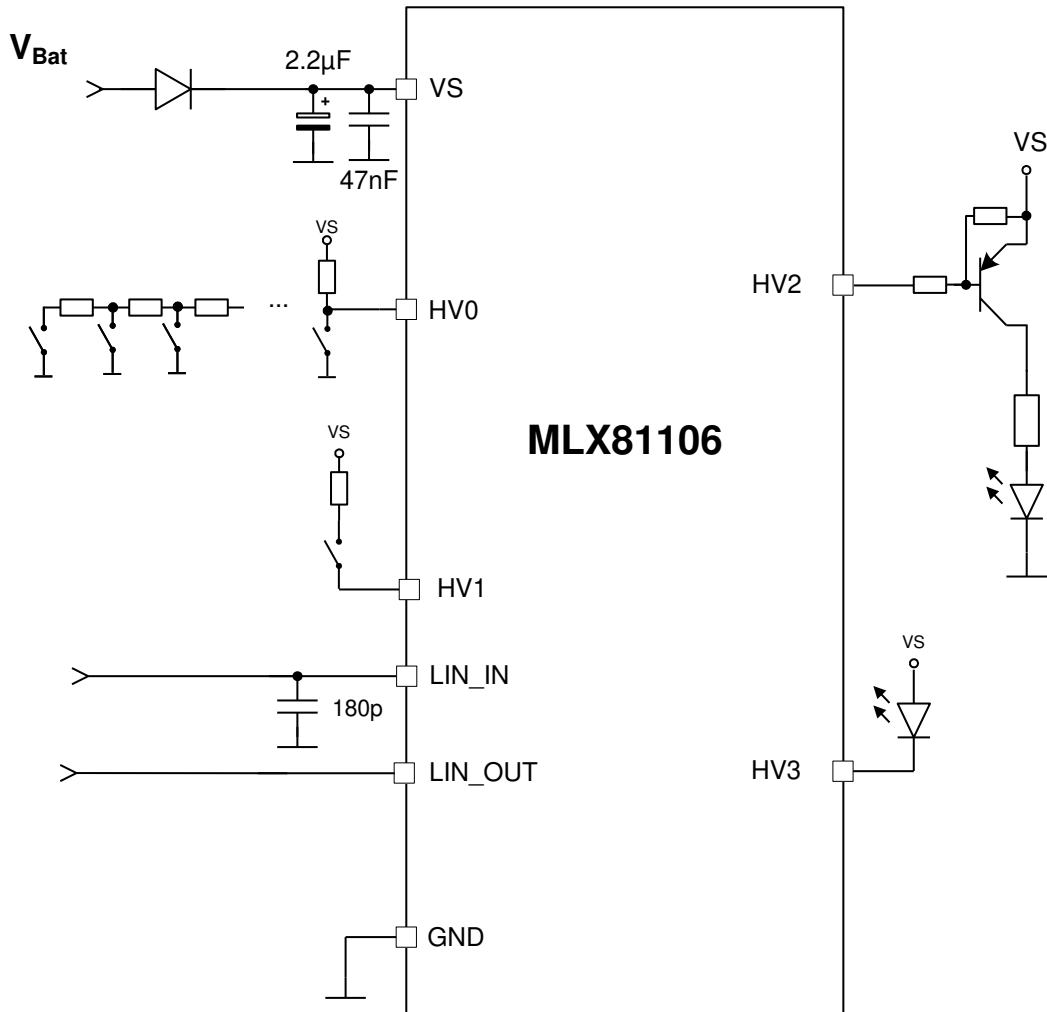 VBat
2.2µF
+
VS
47nF
VS
VS
...
HV0
HV2
MLX81106
VS
HV1
LIN_IN
180p
VS
LIN_OUT
HV3
GND